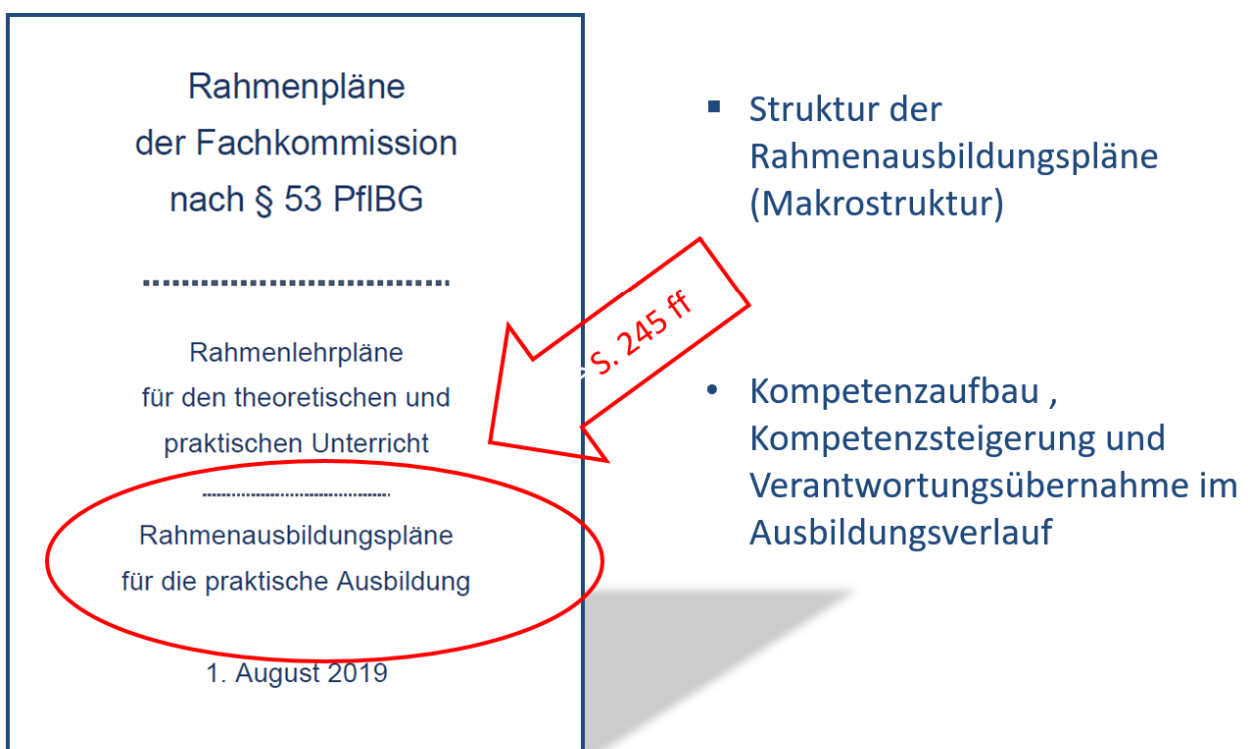 Rahmenpläne
der Fachkommission
nach § 53 PflBG
Rahmenlehrpläne
für den theoretischen und
praktischen Unterricht
Rahmenausbildungspläne
für die praktische Ausbildung
1. August 2019
S. 245 ff
▪ Struktur der
Rahmenausbildungspläne
(Makrostruktur)
• Kompetenzaufbau ,
Kompetenzsteigerung und
Verantwortungsübernahme im
Ausbildungsverlauf